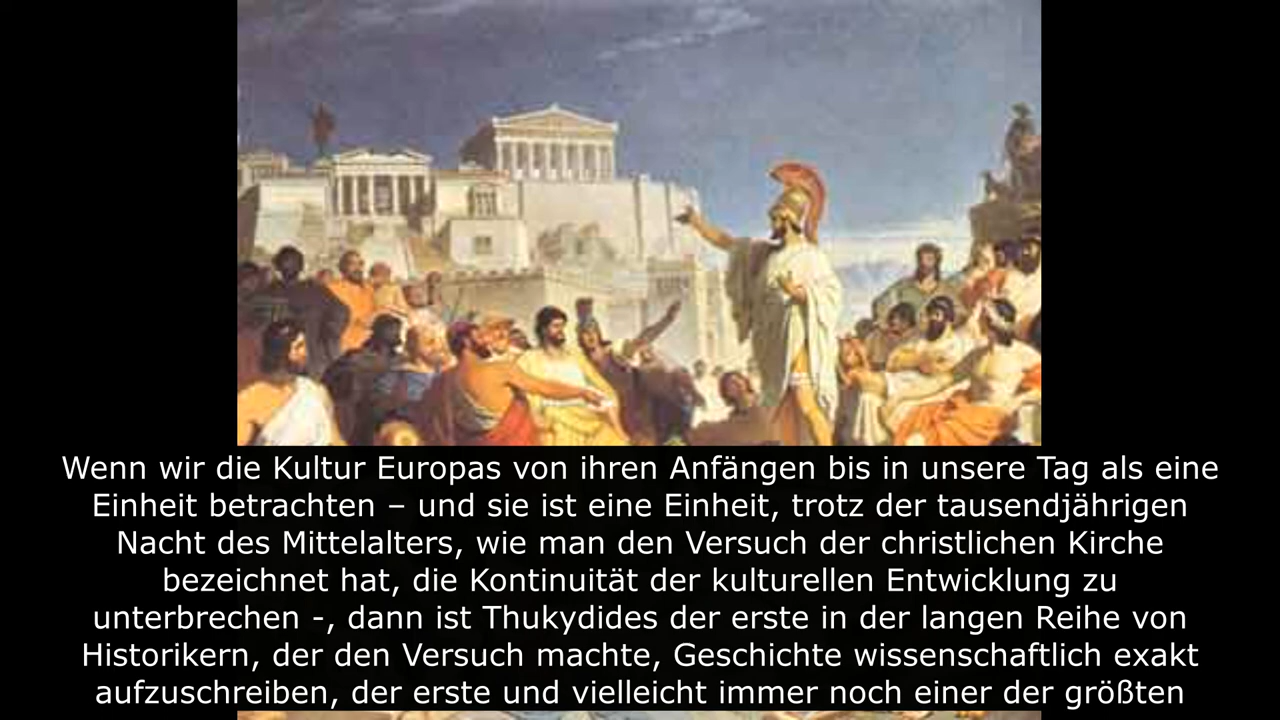 Wenn wir die Kultur Europas von ihren Anfängen bis in unsere Tag als eine
Einheit betrachten – und sie ist eine Einheit, trotz der tausendjährigen
Nacht des Mittelalters, wie man den Versuch der christlichen Kirche
bezeichnet hat, die Kontinuität der kulturellen Entwicklung zu
unterbrechen -, dann ist Thukydides der erste in der langen Reihe von
Historikern, der den Versuch machte, Geschichte wissenschaftlich exakt
aufzuschreiben, der erste und vielleicht immer noch einer der größten